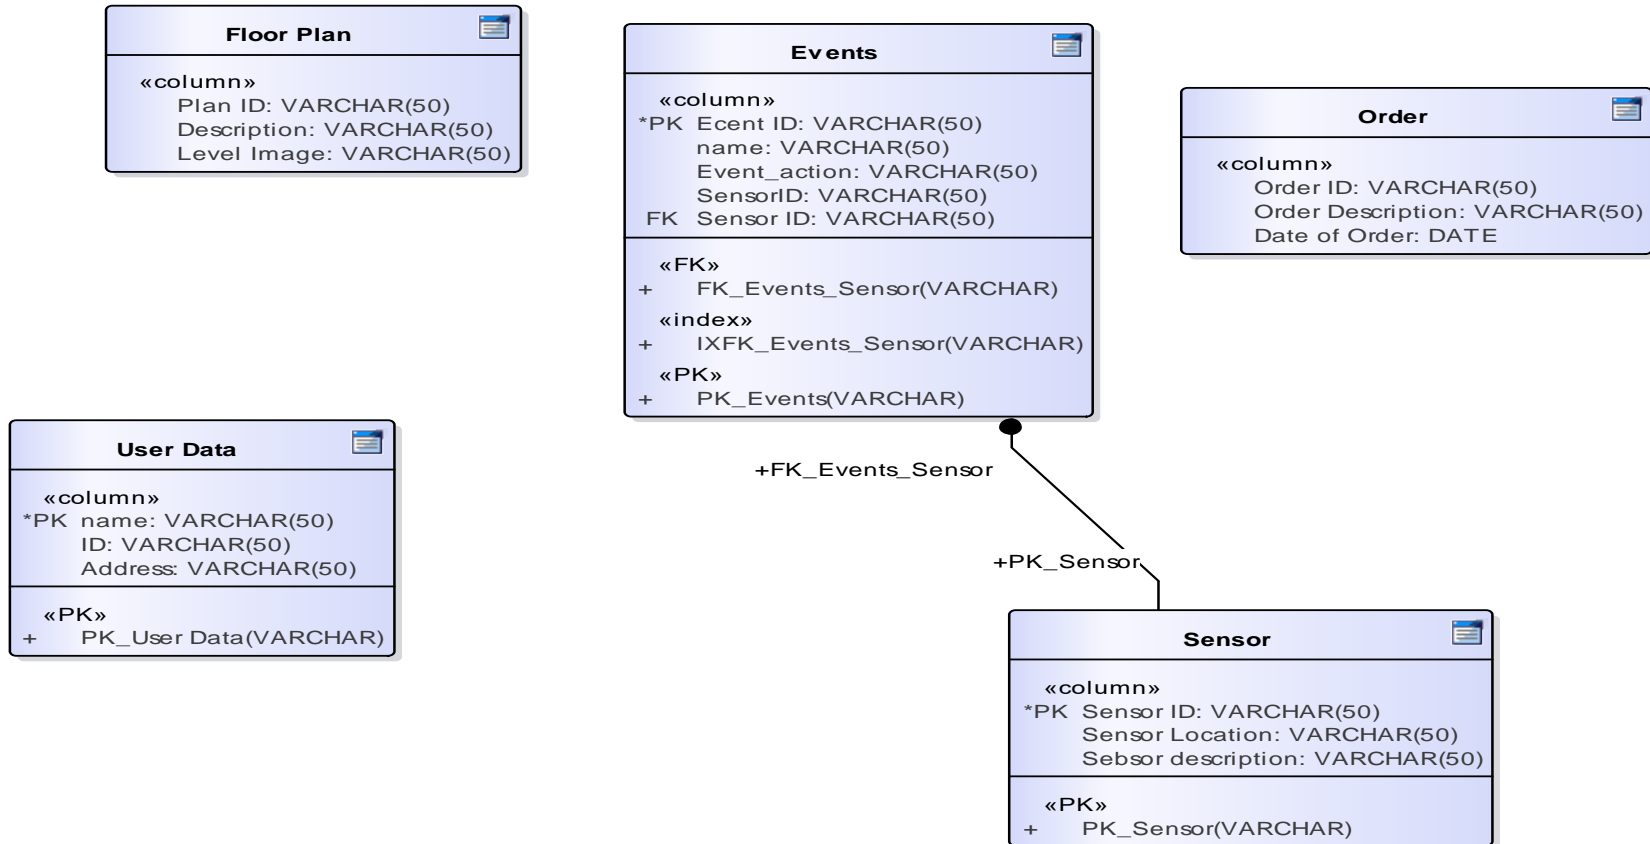 Floor Plan
«column»
Plan ID: VARCHAR(50)
Description: VARCHAR(50)
Level Image: VARCHAR(50)
Events
«column»
*PK Ecent ID: VARCHAR(50)
name: VARCHAR(50)
Event_action: VARCHAR(50)
SensorID: VARCHAR(50)
FK Sensor ID: VARCHAR(50)
«FK»
+ FK_Events_Sensor(VARCHAR)
«index»
+ IXFK_Events_Sensor(VARCHAR)
«PK»
+ PK_Events(VARCHAR)
Order
«column»
Order ID: VARCHAR(50)
Order Description: VARCHAR(50)
Date of Order: DATE
User Data
«column»
*PK name: VARCHAR(50)
ID: VARCHAR(50)
Address: VARCHAR(50)
«PK»
+ PK_User Data(VARCHAR)
+FK_Events_Sensor
+PK_Sensor
Sensor
«column»
*PK Sensor ID: VARCHAR(50)
Sensor Location: VARCHAR(50)
Sebsor description: VARCHAR(50)
«PK»
+ PK_Sensor(VARCHAR)